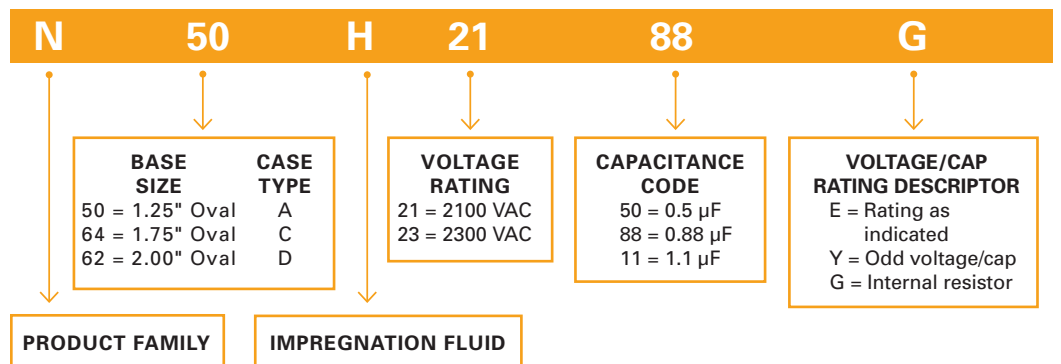 N 50 H 21 88 G
BASE SIZE CASE TYPE
50 = 1.25" Oval A
64 = 1.75" Oval C
62 = 2.00" Oval D
VOLTAGE
RATING
21 = 2100 VAC
23 = 2300 VAC
CAPACITANCE
CODE
50 = 0.5 µF
88 = 0.88 µF
11 = 1.1 µF
VOLTAGE/CAP
RATING DESCRIPTOR
E = Rating as
indicated
Y = Odd voltage/cap
G = Internal resistor
PRODUCT FAMILY
IMPREGNATION FLUID